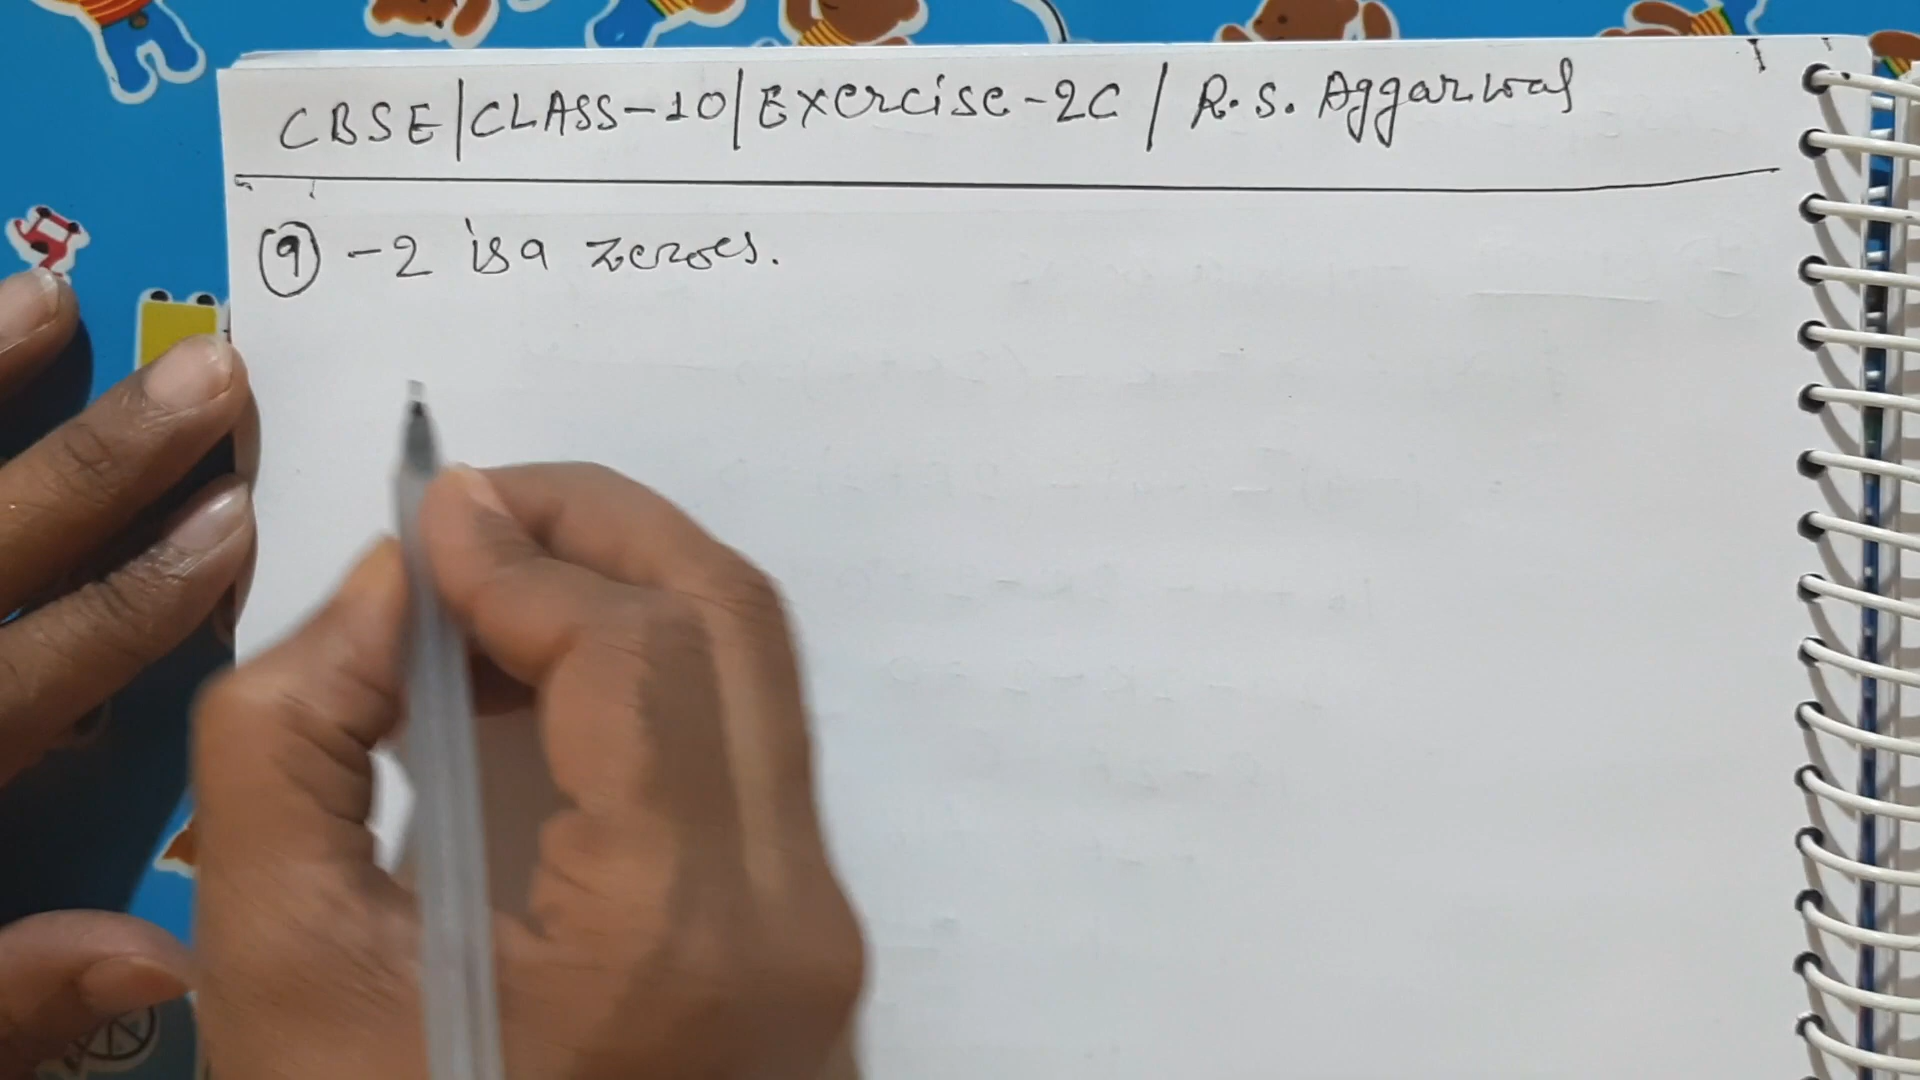 CBSE/CLASS-10/Exercise-2C/R.S. Aggarwal
9 -2 is a zeroes.